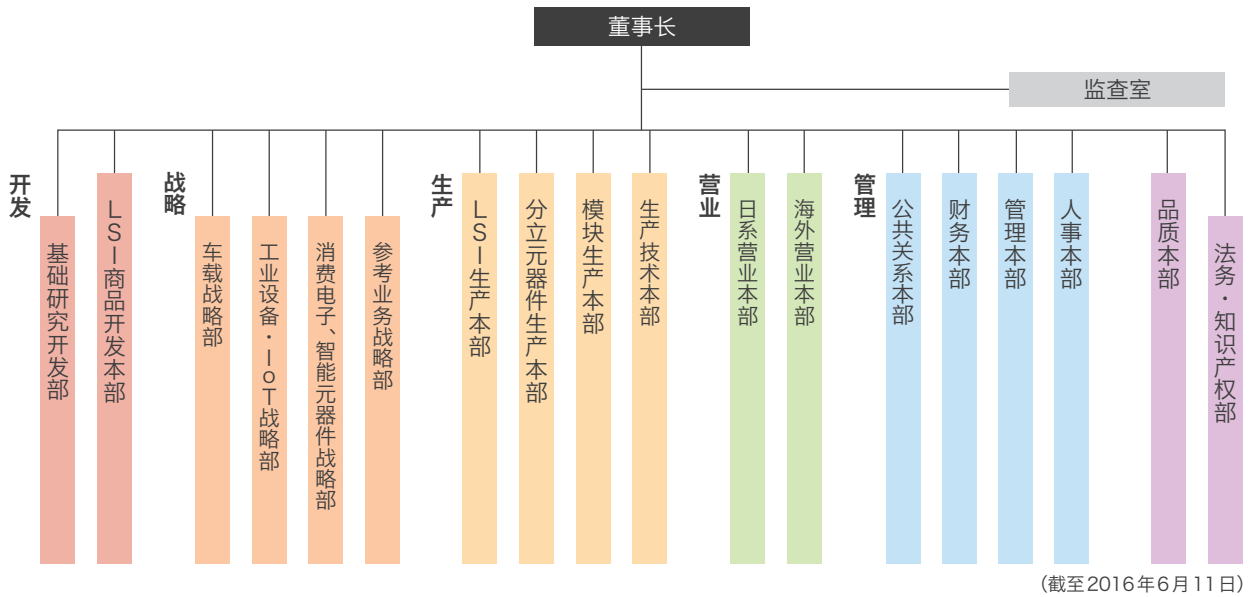 董事长
监查室
开发
基础研究开发部
LSI商品开发本部
战略
车载战略部
工业设备・IoT战略部
消费电子、智能元器件战略部
参考业务战略部
生产
LSI生产本部
分立元器件生产本部
模块生产本部
生产技术本部
营业
日系营业本部
海外营业本部
管理
公共关系本部
财务本部
管理本部
人事本部
品质本部
法务・知识产权部
(截至2016年6月11日)